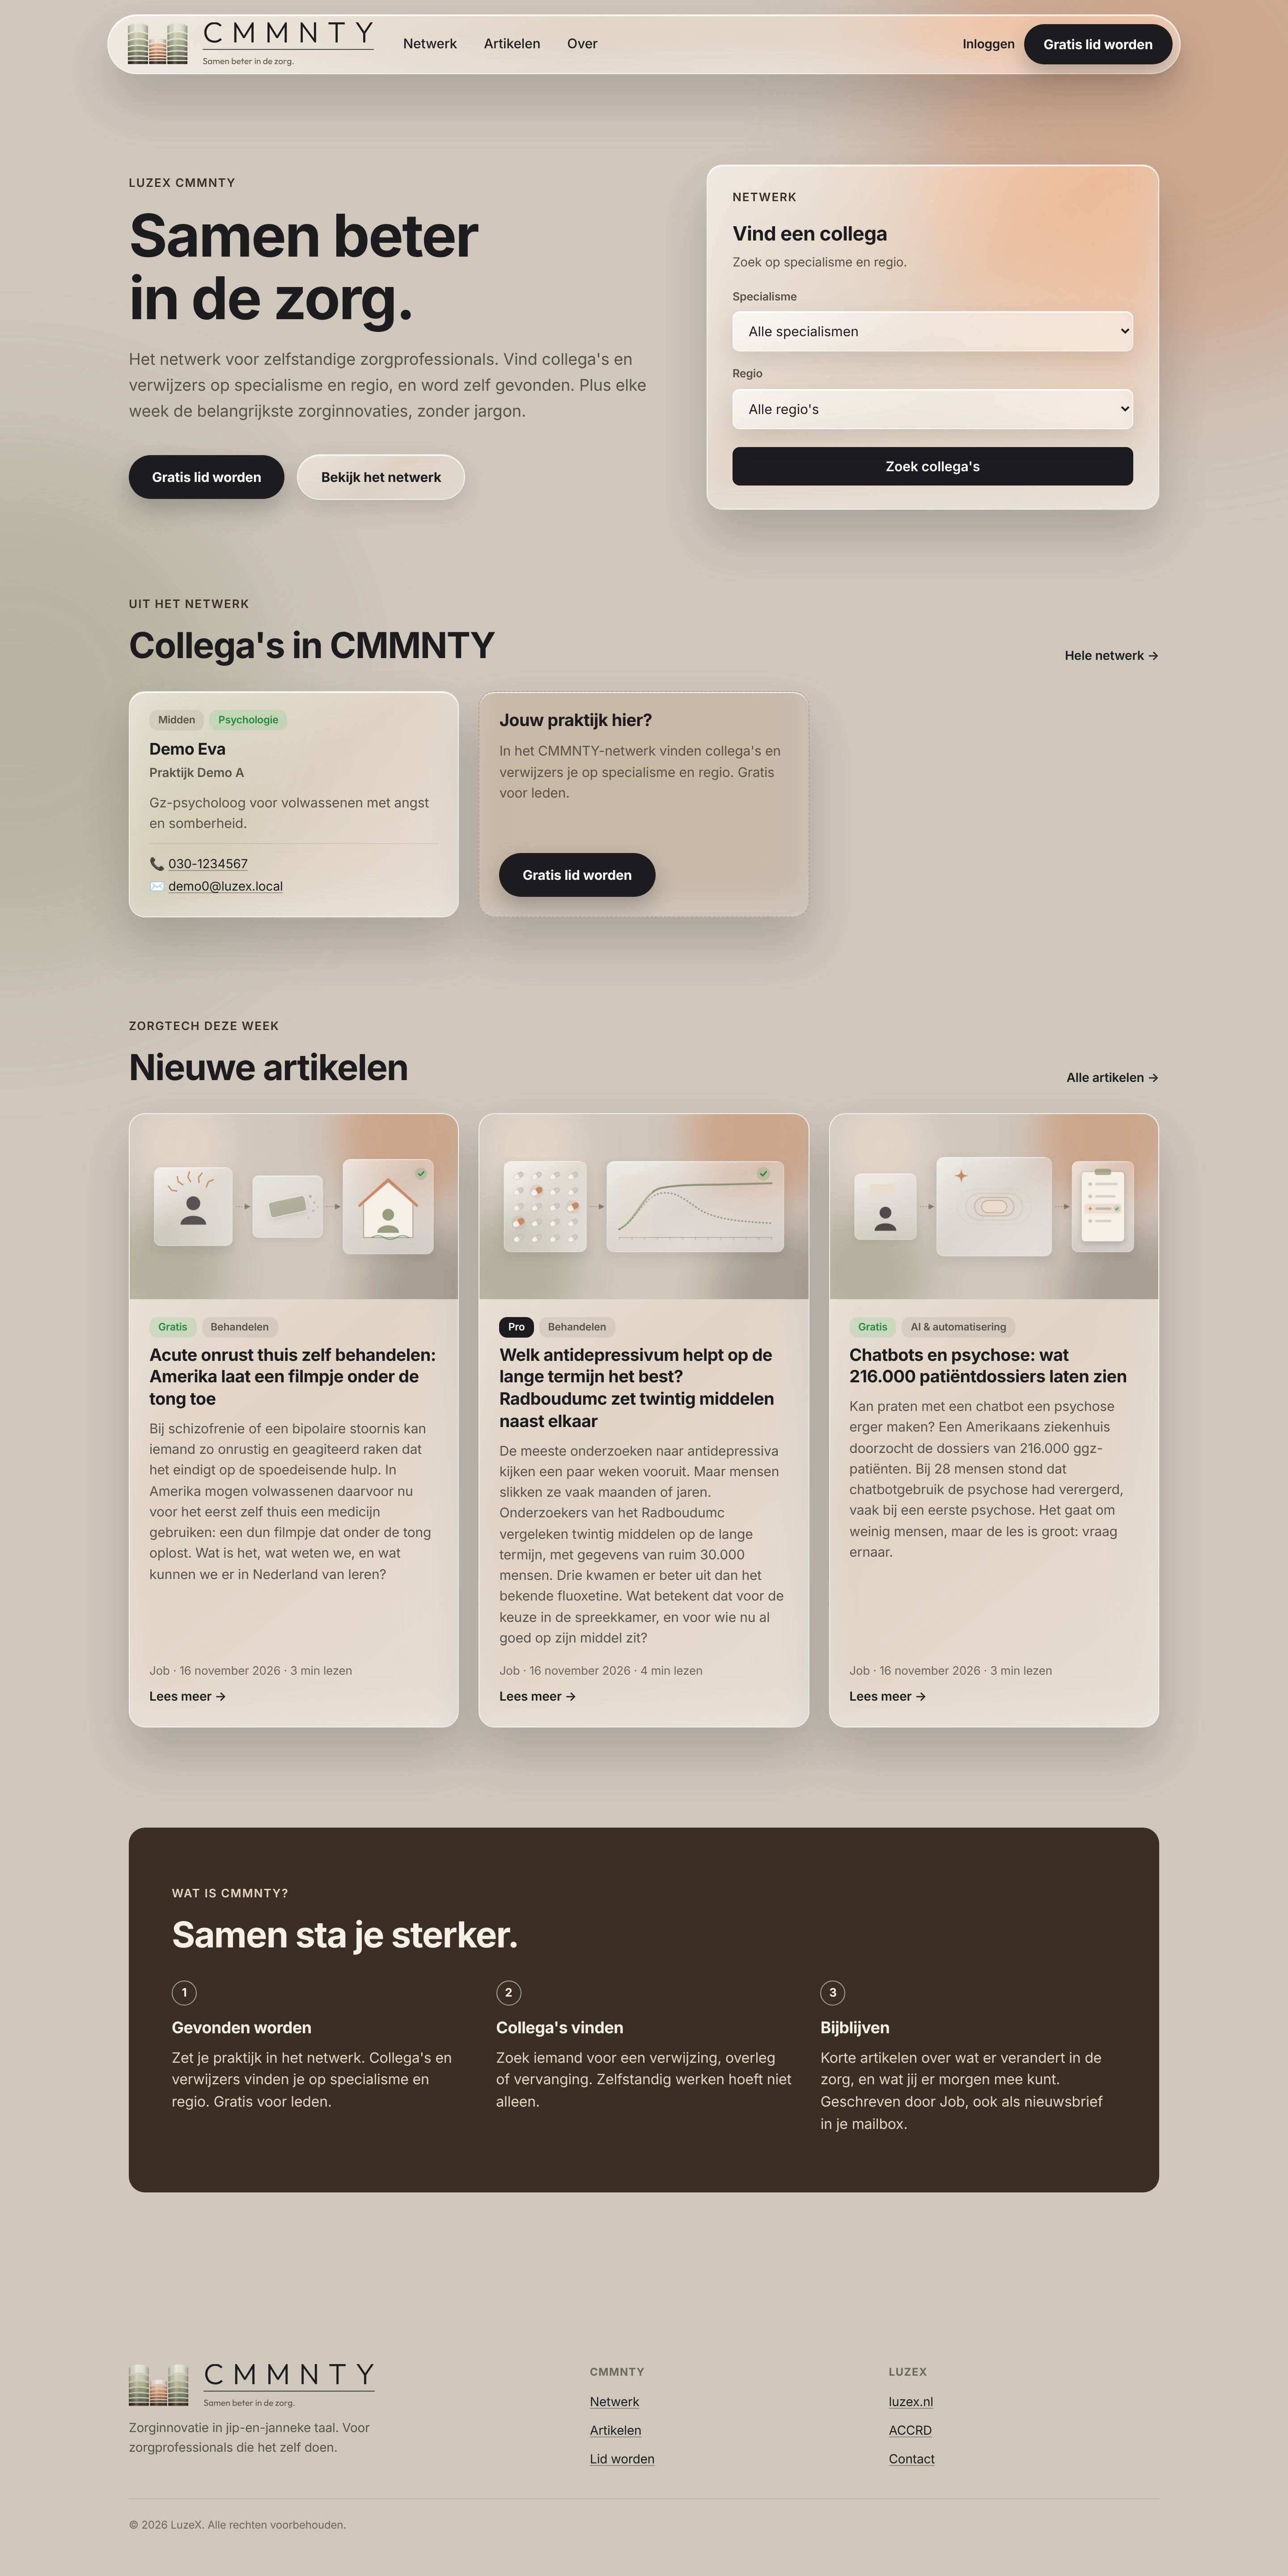 CMMNTY
Samen beter in de zorg.
Netwerk
Artikelen
Over
Inloggen
Gratis lid worden
LUZEX CMMNTY
Samen beter
in de zorg.
Het netwerk voor zelfstandige zorgprofessionals. Vind collega's en
verwijzers op specialisme en regio, en word zelf gevonden. Plus elke
week de belangrijkste zorginnovaties, zonder jargon.
Gratis lid worden
Bekijk het netwerk
NETWERK
Vind een collega
Zoek op specialisme en regio.
Specialisme
Alle specialismen
Regio
Alle regio's
Zoek collega's
UIT HET NETWERK
Collega's in CMMNTY
Hele netwerk →
Midden
Psychologie
Demo Eva
Praktijk Demo A
Gz-psycholoog voor volwassenen met angst
en somberheid.
📞 030-1234567
✉️ demo0@luzex.local
Jouw praktijk hier?
In het CMMNTY-netwerk vinden collega's en
verwijzers je op specialisme en regio. Gratis
voor leden.
Gratis lid worden
ZORGTECH DEZE WEEK
Nieuwe artikelen
Alle artikelen →
Gratis
Behandelen
Acute onrust thuis zelf behandelen:
Amerika laat een filmpje onder de
tong toe
Bij schizofrenie of een bipolaire stoornis kan
iemand zo onrustig en geagiteerd raken dat
het eindigt op de spoedeisende hulp. In
Amerika mogen volwassenen daarvoor nu
voor het eerst zelf thuis een medicijn
gebruiken: een dun filmpje dat onder de tong
oplost. Wat is het, wat weten we, en wat
kunnen we er in Nederland van leren?
Job · 16 november 2026 · 3 min lezen
Lees meer →
Pro
Behandelen
Welk antidepressivum helpt op de
lange termijn het best?
Radboudumc zet twintig middelen
naast elkaar
De meeste onderzoeken naar antidepressiva
kijken een paar weken vooruit. Maar mensen
slikken ze vaak maanden of jaren.
Onderzoekers van het Radboudumc
vergeleken twintig middelen op de lange
termijn, met gegevens van ruim 30.000
mensen. Drie kwamen er beter uit dan het
bekende fluoxetine. Wat betekent dat voor de
keuze in de spreekkamer, en voor wie nu al
goed op zijn middel zit?
Job · 16 november 2026 · 4 min lezen
Lees meer →
Gratis
AI & automatisering
Chatbots en psychose: wat
216.000 patiëntdossiers laten zien
Kan praten met een chatbot een psychose
erger maken? Een Amerikaans ziekenhuis
doorzocht de dossiers van 216.000 ggz-
patiënten. Bij 28 mensen stond dat
chatbotgebruik de psychose had verergerd,
vaak bij een eerste psychose. Het gaat om
weinig mensen, maar de les is groot: vraag
ernaar.
Job · 16 november 2026 · 3 min lezen
Lees meer →
WAT IS CMMNTY?
Samen sta je sterker.
1
Gevonden worden
Zet je praktijk in het netwerk. Collega's en
verwijzers vinden je op specialisme en
regio. Gratis voor leden.
2
Collega's vinden
Zoek iemand voor een verwijzing, overleg
of vervanging. Zelfstandig werken hoeft niet
alleen.
3
Bijblijven
Korte artikelen over wat er verandert in de
zorg, en wat jij er morgen mee kunt.
Geschreven door Job, ook als nieuwsbrief
in je mailbox.
CMMNTY
Samen beter in de zorg.
Zorginnovatie in jip-en-janneke taal. Voor
zorgprofessionals die het zelf doen.
CMMNTY
Netwerk
Artikelen
Lid worden
LUZEX
luzex.nl
ACCRD
Contact
© 2026 LuzeX. Alle rechten voorbehouden.